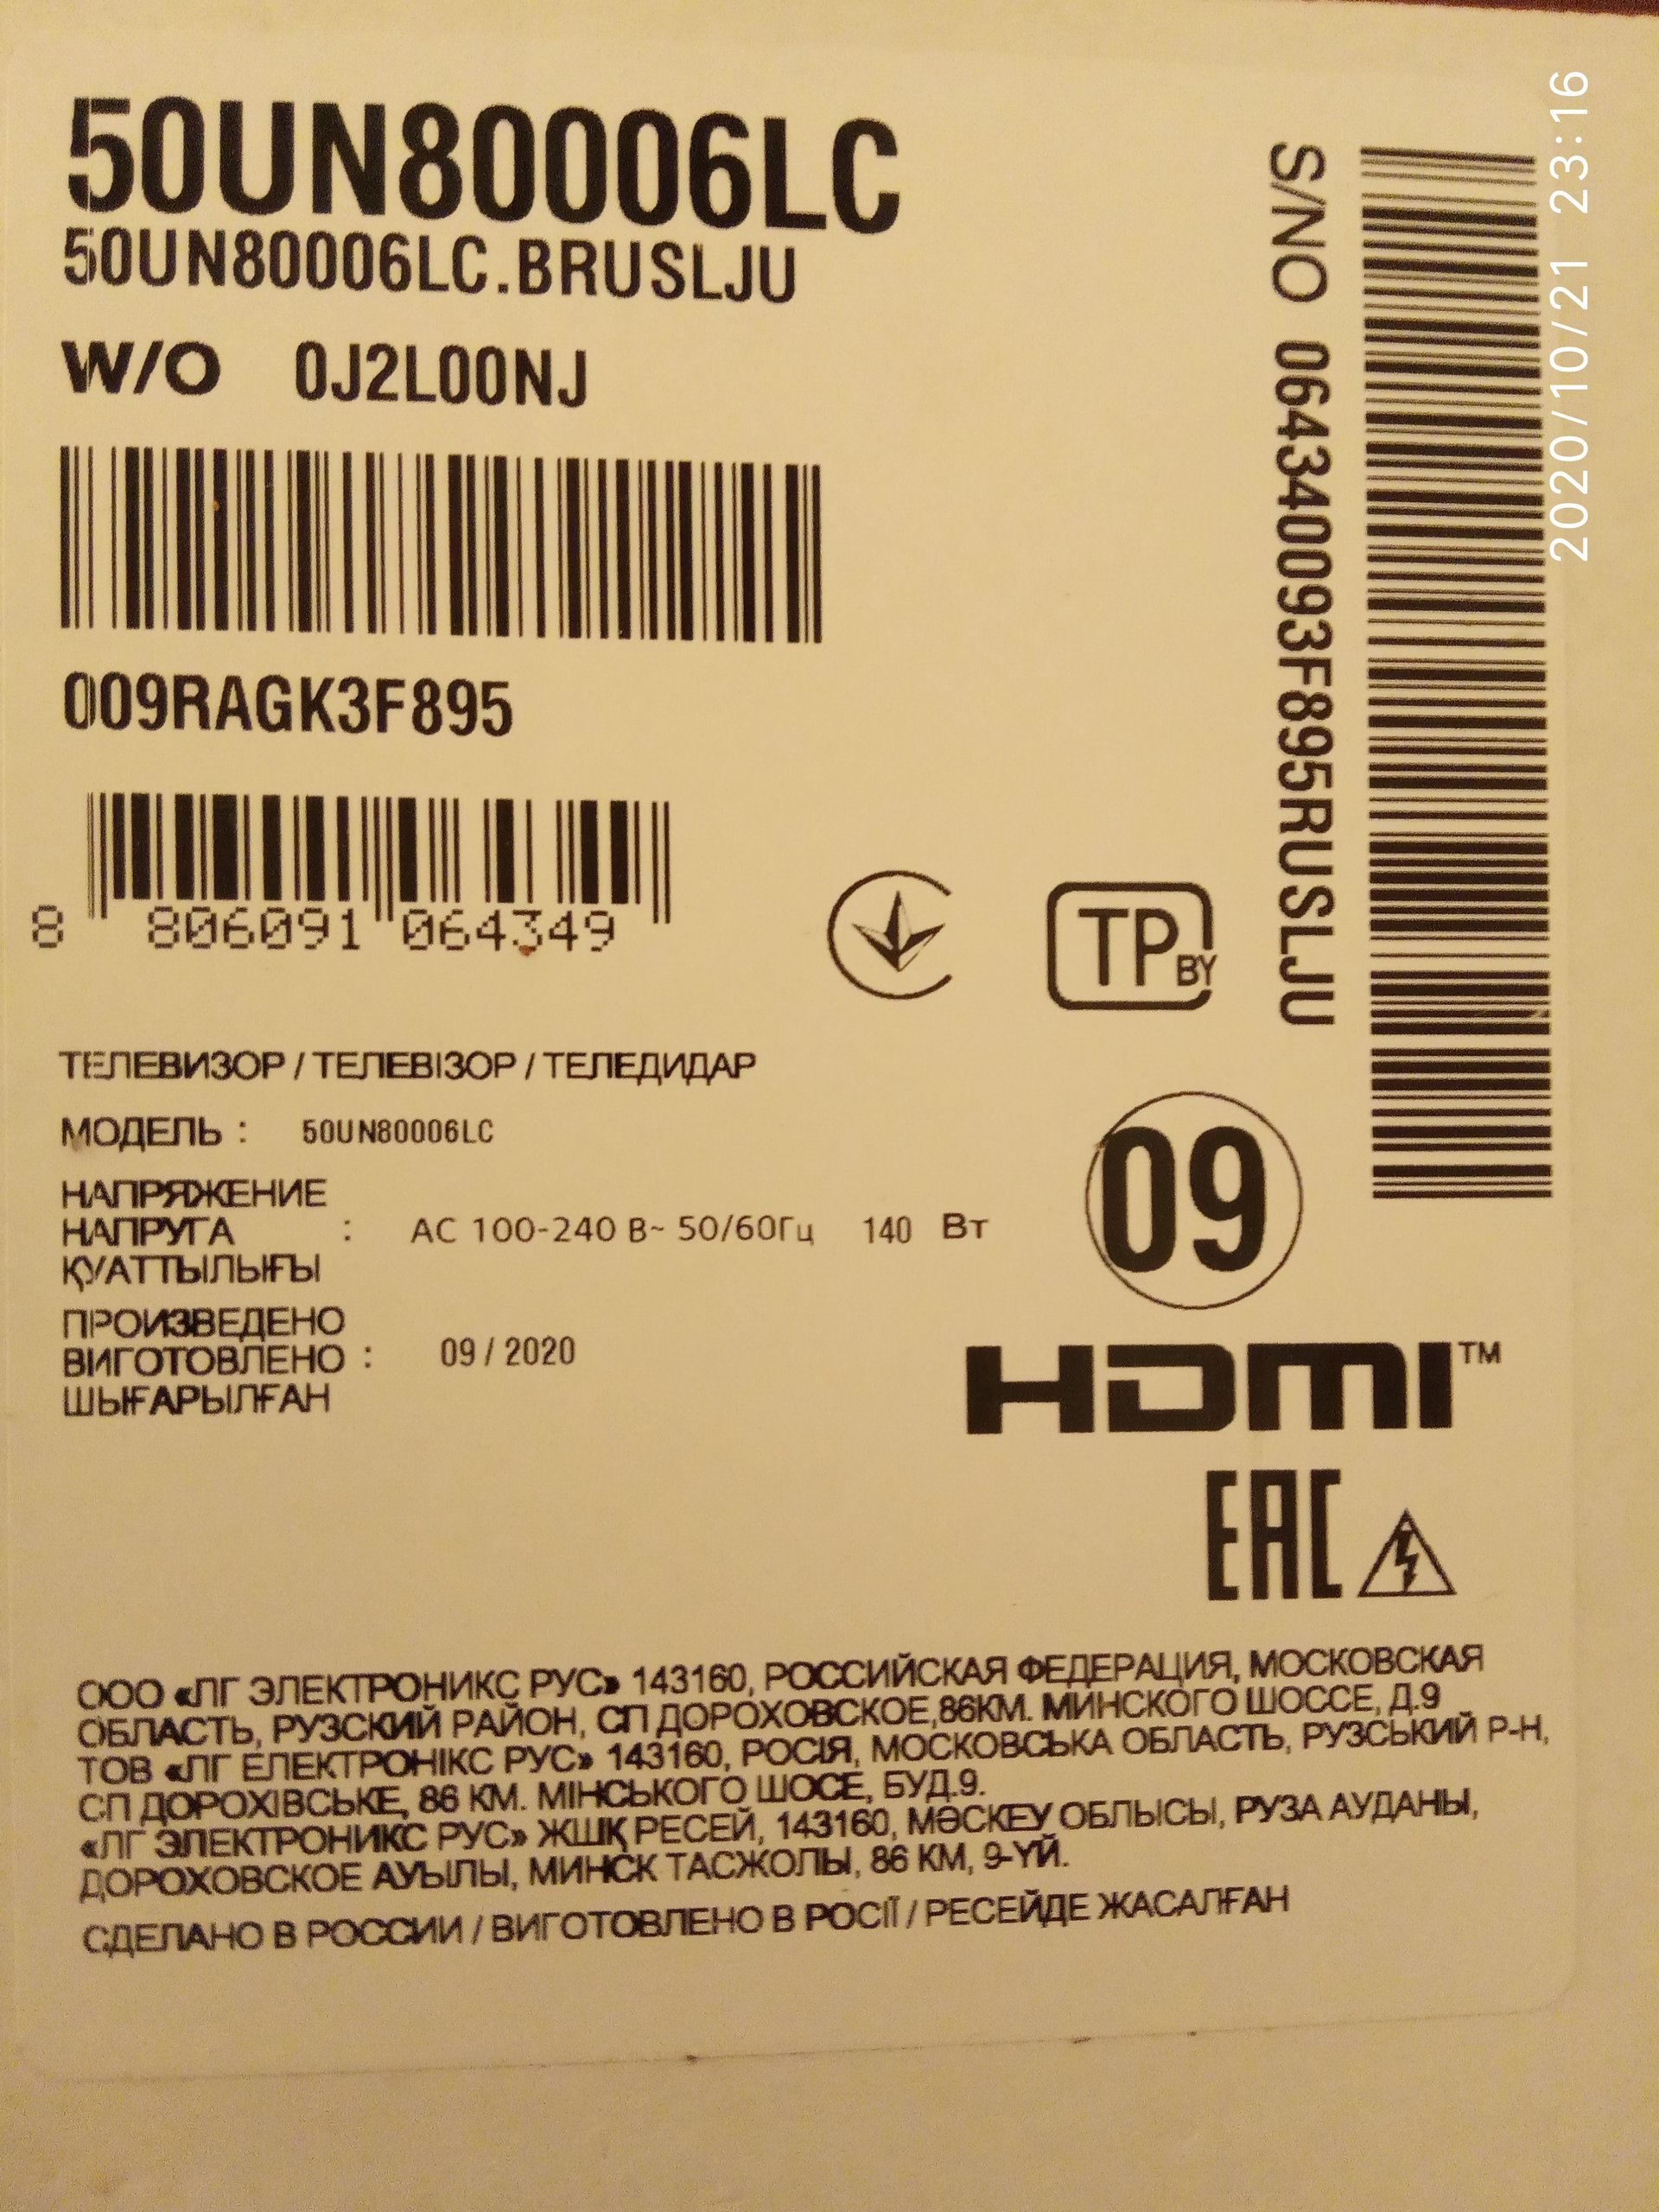 50UN80006LC
50UN80006LC.BRUSLJU
W/O 0J2L00NJ
009RAGK3F895
8 806091 064349
S/NO 06434009​3F895RUSLJU
2020/10/21 23:16
TP BY
ТЕЛЕВИЗОР / ТЕЛЕВІЗОР / ТЕЛЕДИДАР
МОДЕЛЬ : 50UN80006LC
НАПРЯЖЕНИЕ
НАПРУГА : AC 100-240 В~ 50/60Гц 140 Вт
ҚУАТТЫЛЫҒЫ
09
ПРОИЗВЕДЕНО
ВИГОТОВЛЕНО : 09 / 2020
ШЫҒАРЫЛҒАН
HDMI™
EAC
ООО «ЛГ ЭЛЕКТРОНИКС РУС» 143160, РОССИЙСКАЯ ФЕДЕРАЦИЯ, МОСКОВСКАЯ
ОБЛАСТЬ, РУЗСКИЙ РАЙОН, СП ДОРОХОВСКОЕ,86КМ. МИНСКОГО ШОССЕ, Д.9
ТОВ «ЛГ ЕЛЕКТРОНІКС РУС» 143160, РОСІЯ, МОСКОВСЬКА ОБЛАСТЬ, РУЗСЬКИЙ Р-Н,
СП ДОРОХІВСЬКЕ, 86 КМ. МІНСЬКОГО ШОСЕ, БУД.9.
«ЛГ ЭЛЕКТРОНИКС РУС» ЖШҚ РЕСЕЙ, 143160, МӘСКЕУ ОБЛЫСЫ, РУЗА АУДАНЫ,
ДОРОХОВСКОЕ АУЫЛЫ, МИНСК ТАСЖОЛЫ, 86 КМ, 9-ҮЙ.
СДЕЛАНО В РОССИИ / ВИГОТОВЛЕНО В РОСІЇ / РЕСЕЙДЕ ЖАСАЛҒАН